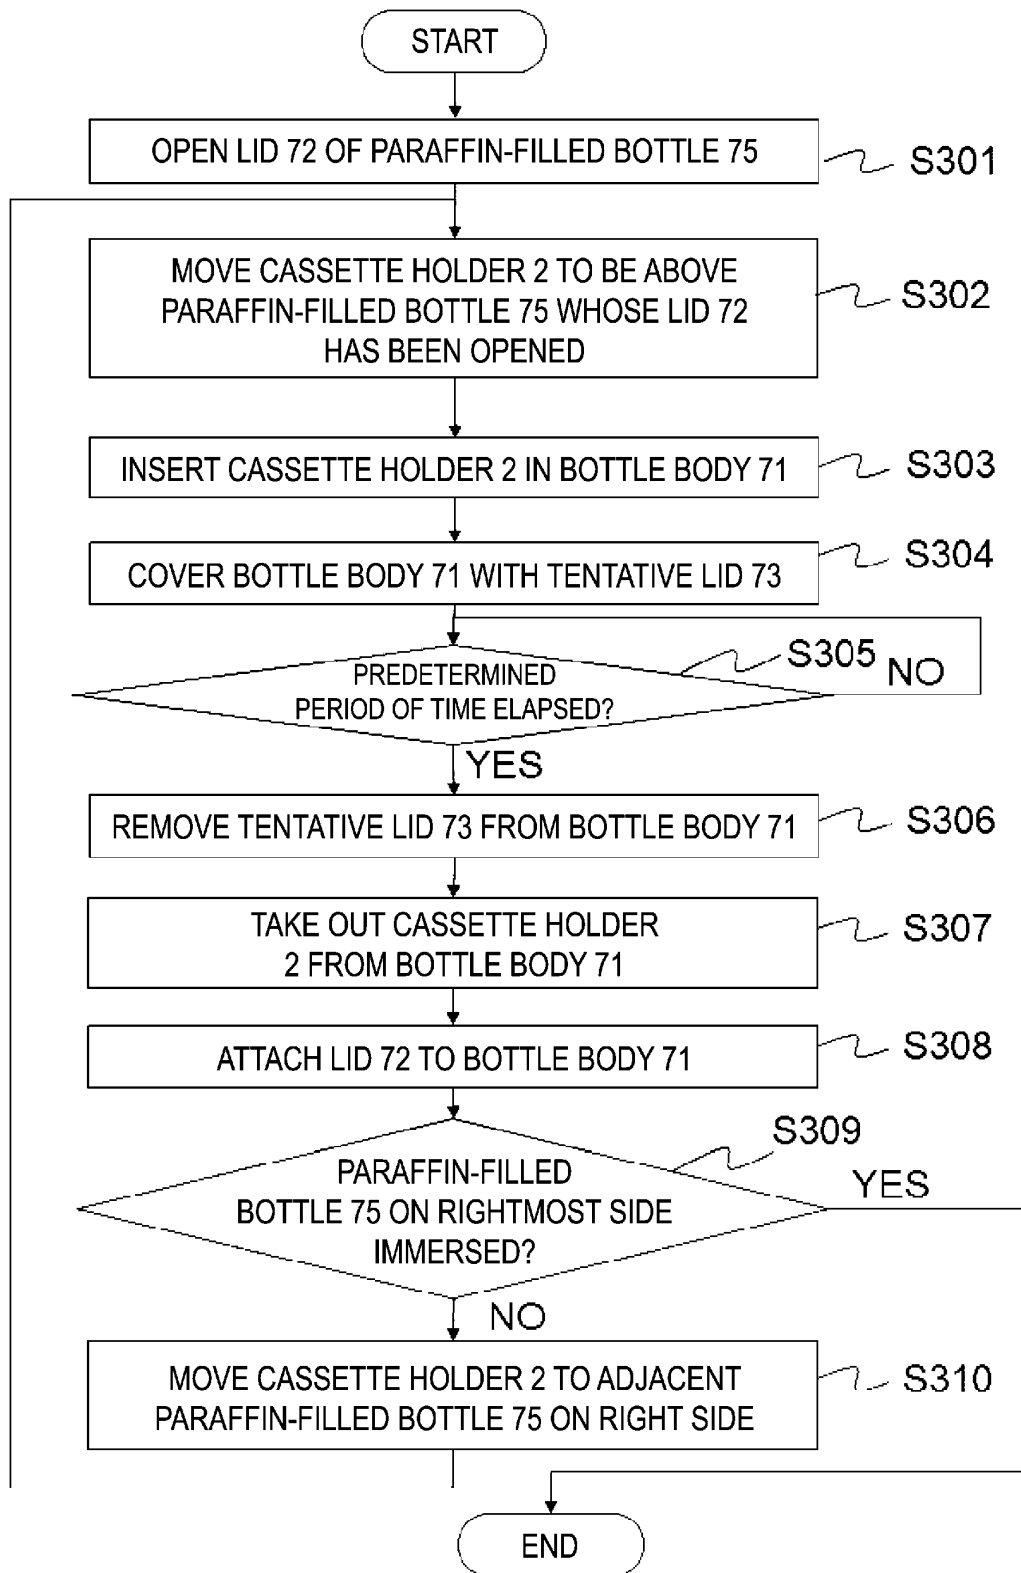 START
OPEN LID 72 OF PARAFFIN-FILLED BOTTLE 75
S301
MOVE CASSETTE HOLDER 2 TO BE ABOVE
PARAFFIN-FILLED BOTTLE 75 WHOSE LID 72
HAS BEEN OPENED
S302
INSERT CASSETTE HOLDER 2 IN BOTTLE BODY 71
S303
COVER BOTTLE BODY 71 WITH TENTATIVE LID 73
S304
PREDETERMINED
PERIOD OF TIME ELAPSED?
S305
NO
YES
REMOVE TENTATIVE LID 73 FROM BOTTLE BODY 71
S306
TAKE OUT CASSETTE HOLDER
2 FROM BOTTLE BODY 71
S307
ATTACH LID 72 TO BOTTLE BODY 71
S308
PARAFFIN-FILLED
BOTTLE 75 ON RIGHTMOST SIDE
IMMERSED?
S309
YES
NO
MOVE CASSETTE HOLDER 2 TO ADJACENT
PARAFFIN-FILLED BOTTLE 75 ON RIGHT SIDE
S310
END